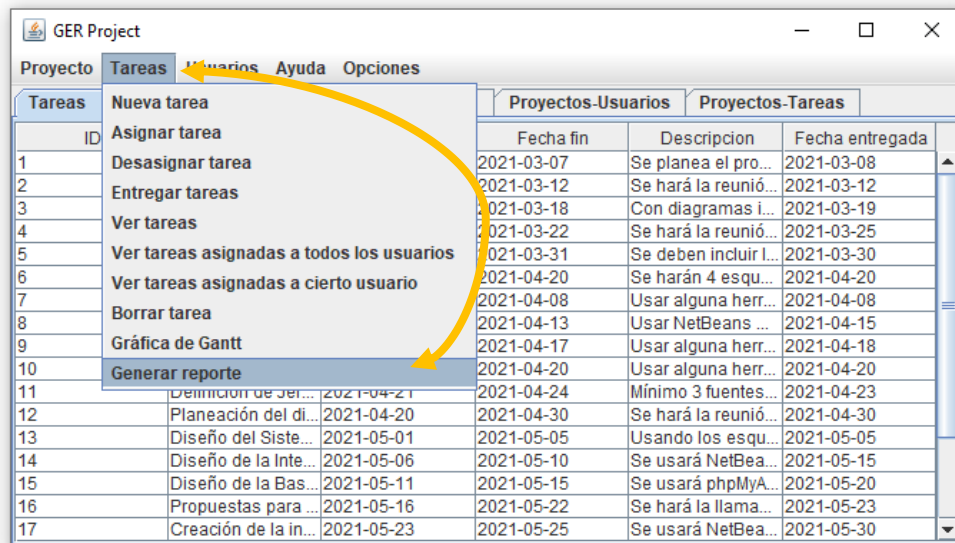 GER Project
Proyecto Tareas Usuarios Ayuda Opciones
Tareas Proyectos-Usuarios Proyectos-Tareas
Nueva tarea
Asignar tarea
Desasignar tarea
Entregar tareas
Ver tareas
Ver tareas asignadas a todos los usuarios
Ver tareas asignadas a cierto usuario
Borrar tarea
Gráfica de Gantt
Generar reporte
ID Fecha fin Descripcion Fecha entregada
1 2021-03-07 Se planea el pro... 2021-03-08
2 2021-03-12 Se hará la reunió... 2021-03-12
3 2021-03-18 Con diagramas i... 2021-03-19
4 2021-03-22 Se hará la reunió... 2021-03-25
5 2021-03-31 Se deben incluir l... 2021-03-30
6 2021-04-20 Se harán 4 esqu... 2021-04-20
7 2021-04-08 Usar alguna herr... 2021-04-08
8 2021-04-13 Usar NetBeans ... 2021-04-15
9 2021-04-17 Usar alguna herr... 2021-04-18
10 2021-04-20 Usar alguna herr... 2021-04-20
11 Definición de Jer... 2021-04-21 2021-04-24 Mínimo 3 fuentes... 2021-04-23
12 Planeación del di... 2021-04-20 2021-04-30 Se hará la reunió... 2021-04-30
13 Diseño del Siste... 2021-05-01 2021-05-05 Usando los esqu... 2021-05-05
14 Diseño de la Inte... 2021-05-06 2021-05-10 Se usará NetBea... 2021-05-15
15 Diseño de la Bas... 2021-05-11 2021-05-15 Se usará phpMyA... 2021-05-20
16 Propuestas para ... 2021-05-16 2021-05-22 Se hará la llama... 2021-05-23
17 Creación de la in... 2021-05-23 2021-05-25 Se usará NetBea... 2021-05-30